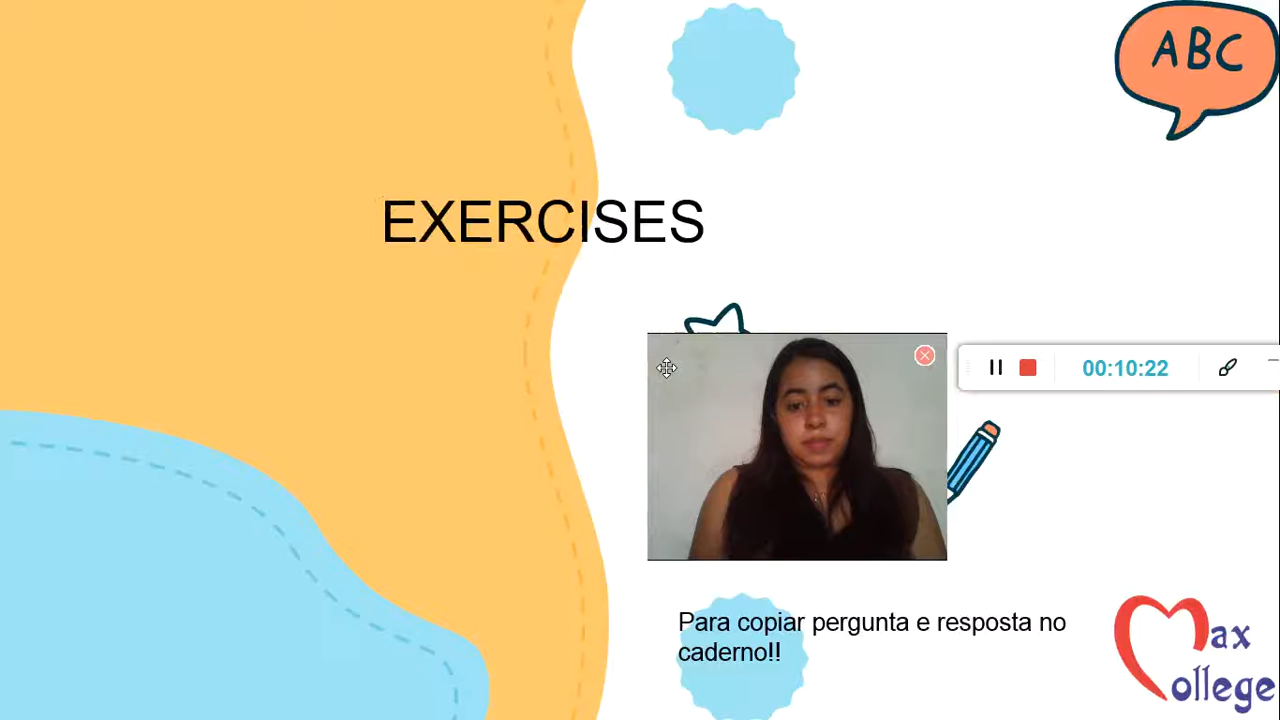 ABC
EXERCISES
00:10:22
Para copiar pergunta e resposta no
caderno!!
Max
College